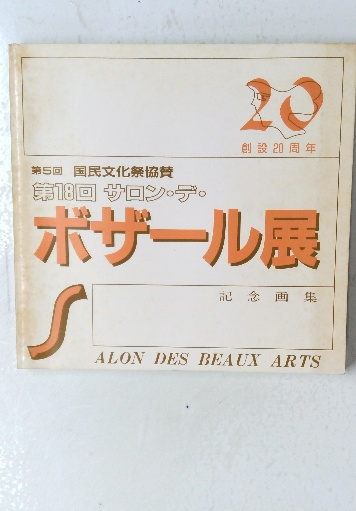 20
創設20周年
第5回 国民文化祭協賛
第18回 サロン・デ・
ボザール展
記念画集
SALON DES BEAUX ARTS